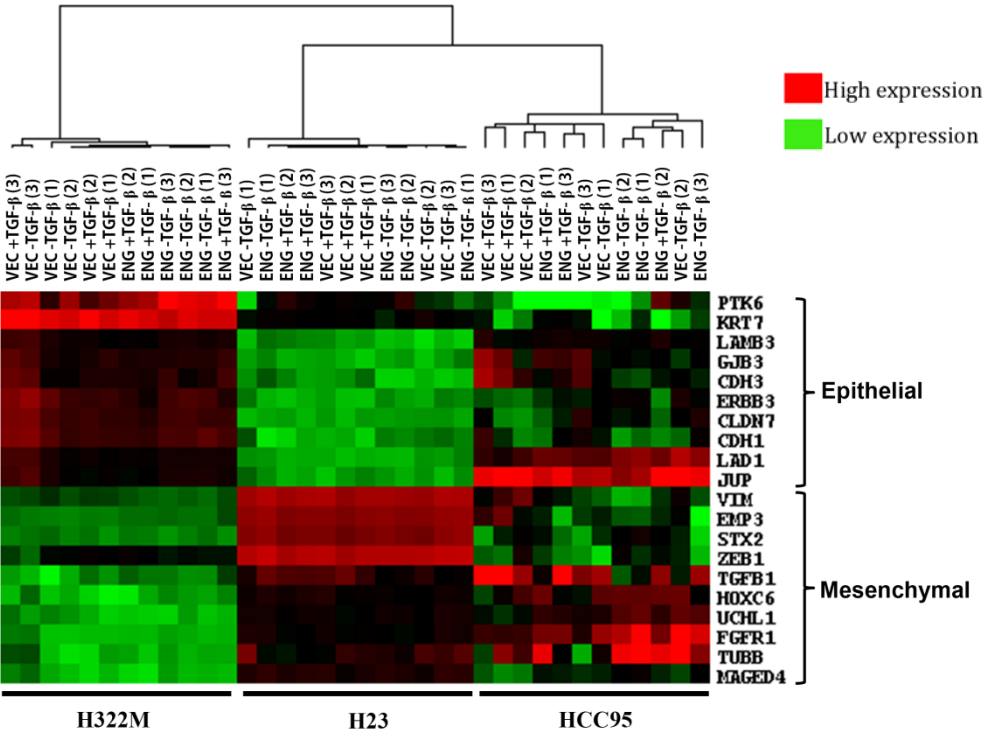 High expression
Low expression
VEC +TGF-β (3)
VEC -TGF-β (3)
VEC -TGF-β (1)
VEC -TGF-β (2)
VEC +TGF-β (2)
VEC +TGF-β (1)
ENG +TGF-β (2)
ENG +TGF-β (1)
ENG -TGF-β (3)
ENG -TGF-β (2)
ENG -TGF-β (1)
ENG +TGF-β (3)
VEC -TGF-β (1)
ENG -TGF-β (1)
ENG +TGF-β (2)
ENG +TGF-β (3)
VEC +TGF-β (3)
VEC +TGF-β (2)
VEC +TGF-β (1)
ENG +TGF-β (1)
ENG -TGF-β (2)
VEC -TGF-β (2)
VEC -TGF-β (3)
ENG -TGF-β (1)
VEC +TGF-β (3)
VEC +TGF-β (1)
VEC +TGF-β (2)
ENG +TGF-β (1)
ENG +TGF-β (3)
VEC -TGF-β (3)
VEC -TGF-β (1)
ENG -TGF-β (2)
ENG -TGF-β (1)
ENG +TGF-β (2)
VEC -TGF-β (2)
ENG -TGF-β (3)
PTK6
KRT7
LAMB3
GJB3
CDH3
ERBB3
CLDN7
CDH1
LAD1
JUP
Epithelial
VIM
EMP3
STX2
ZEB1
TGFB1
HOXC6
UCHL1
FGFR1
TUBB
MAGED4
Mesenchymal
H322M
H23
HCC95